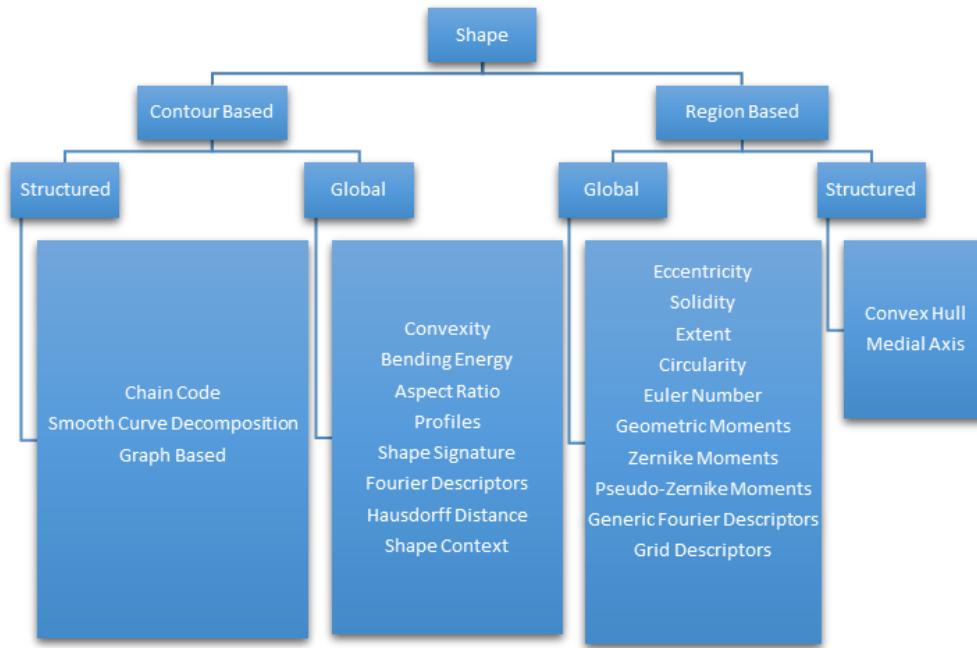 Shape
Contour Based
Region Based
Structured
Global
Global
Structured
Chain Code
Smooth Curve Decomposition
Graph Based
Convexity
Bending Energy
Aspect Ratio
Profiles
Shape Signature
Fourier Descriptors
Hausdorff Distance
Shape Context
Eccentricity
Solidity
Extent
Circularity
Euler Number
Geometric Moments
Zernike Moments
Pseudo-Zernike Moments
Generic Fourier Descriptors
Grid Descriptors
Convex Hull
Medial Axis